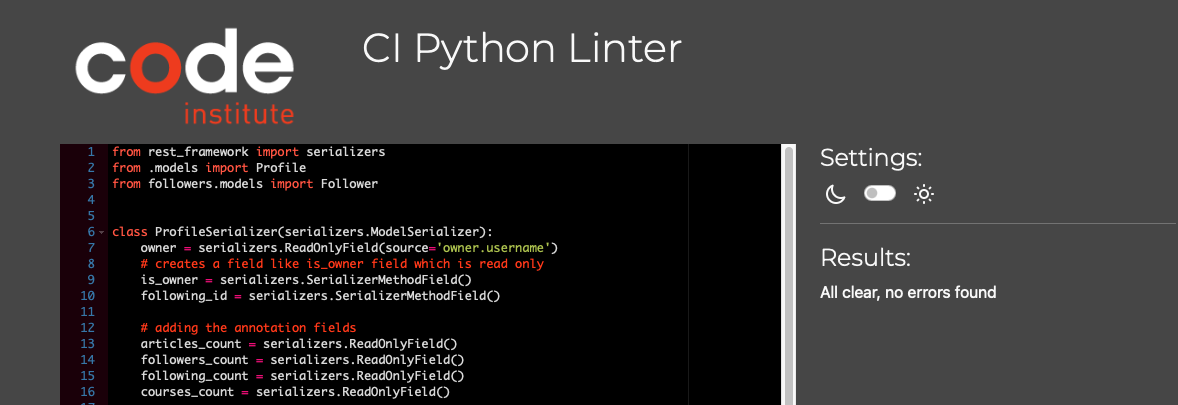 code
institute
CI Python Linter
1 from rest_framework import serializers
2 from .models import Profile
3 from followers.models import Follower
4
5
6 class ProfileSerializer(serializers.ModelSerializer):
7     owner = serializers.ReadOnlyField(source='owner.username')
8     # creates a field like is_owner field which is read only
9     is_owner = serializers.SerializerMethodField()
10     following_id = serializers.SerializerMethodField()
11
12     # adding the annotation fields
13     articles_count = serializers.ReadOnlyField()
14     followers_count = serializers.ReadOnlyField()
15     following_count = serializers.ReadOnlyField()
16     courses_count = serializers.ReadOnlyField()
Settings:
Results:
All clear, no errors found